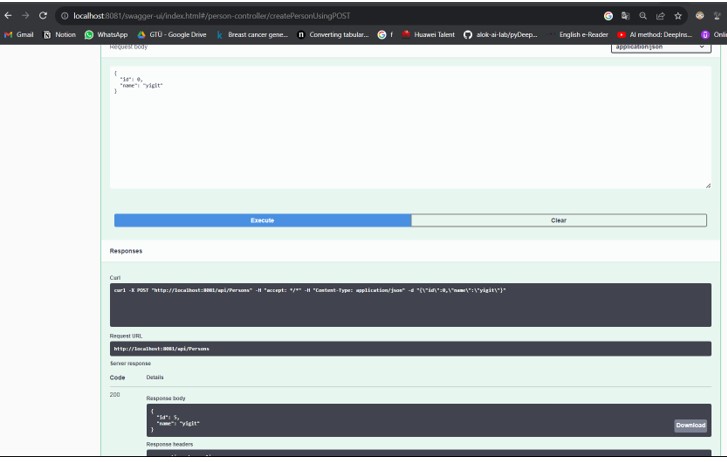 localhost:8081/swagger-ui/index.html#/person-controller/createPersonUsingPOST
Gmail Notion WhatsApp GTÜ - Google Drive Breast cancer gene... Converting tabular... f Huawei Talent alok-ai-lab/pyDeep... English e-Reader AI method: DeepIns... Onli
Request body application/json
{
"id": 0,
"name": "yigit"
}
Execute Clear
Responses
Curl
curl -X POST "http://localhost:8081/api/Persons" -H "accept: */*" -H "Content-Type: application/json" -d "{\"id\":0,\"name\":\"yigit\"}"
Request URL
http://localhost:8081/api/Persons
Server response
Code Details
200
Response body
{
"id": 5,
"name": "yigit"
}
Download
Response headers